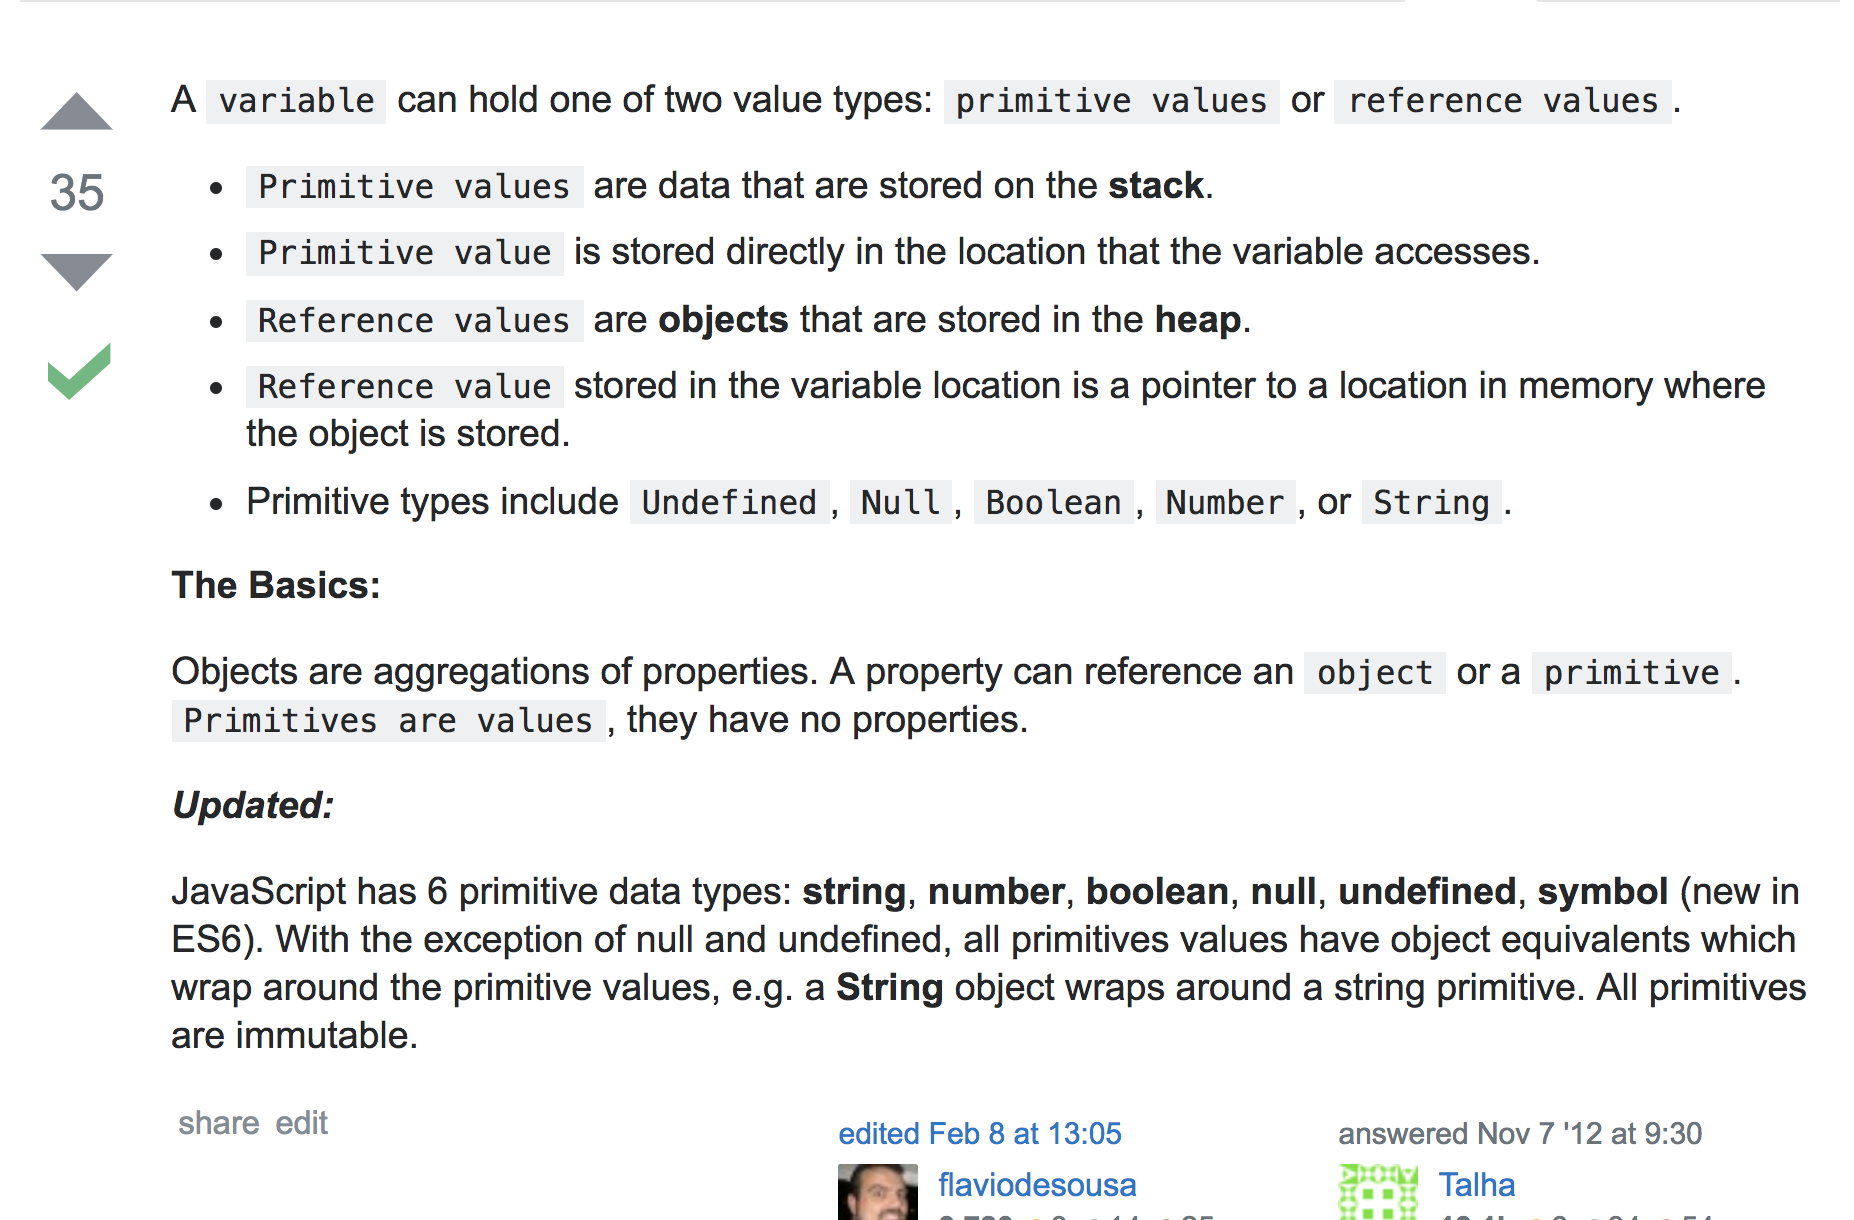 A variable can hold one of two value types: primitive values or reference values.
35
• Primitive values are data that are stored on the stack.
• Primitive value is stored directly in the location that the variable accesses.
• Reference values are objects that are stored in the heap.
• Reference value stored in the variable location is a pointer to a location in memory where
the object is stored.
• Primitive types include Undefined, Null, Boolean, Number, or String.
The Basics:
Objects are aggregations of properties. A property can reference an object or a primitive.
Primitives are values, they have no properties.
Updated:
JavaScript has 6 primitive data types: string, number, boolean, null, undefined, symbol (new in
ES6). With the exception of null and undefined, all primitives values have object equivalents which
wrap around the primitive values, e.g. a String object wraps around a string primitive. All primitives
are immutable.
share edit
edited Feb 8 at 13:05
flaviodesousa
answered Nov 7 '12 at 9:30
Talha